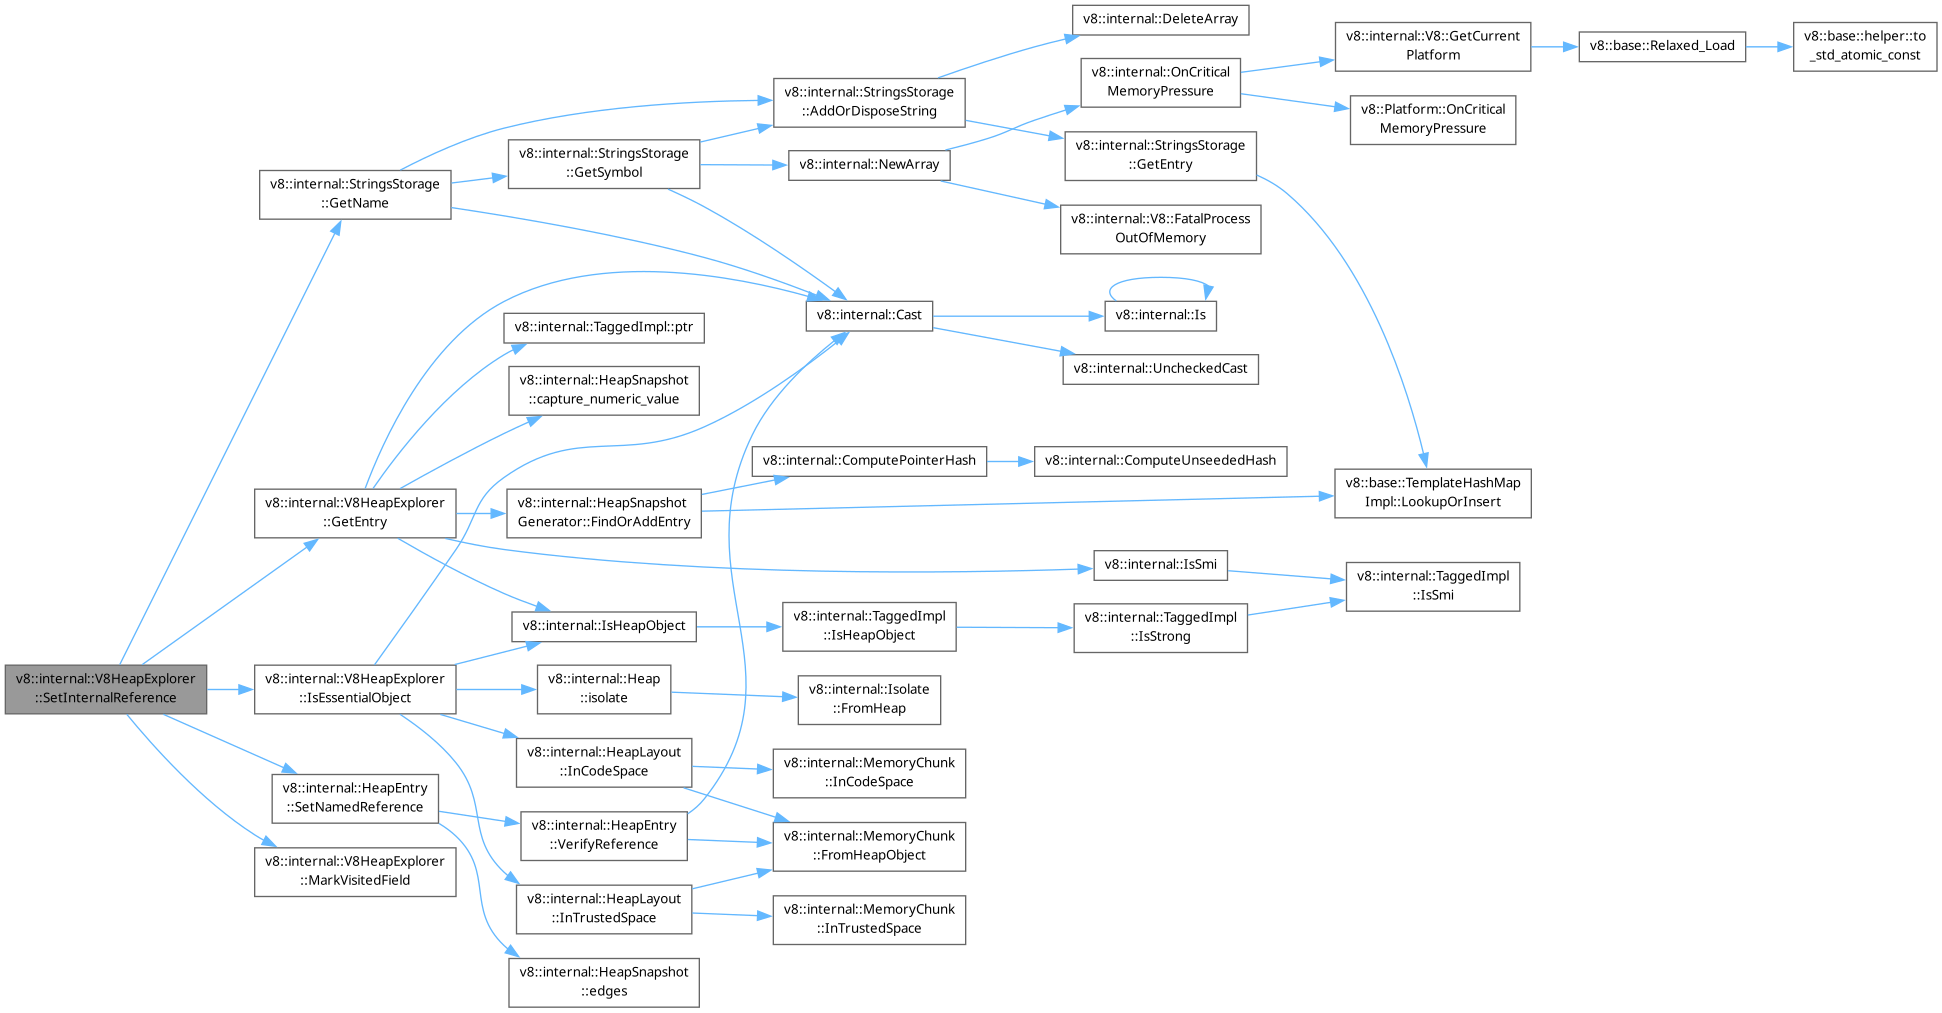 v8::internal::V8HeapExplorer
::SetInternalReference
v8::internal::StringsStorage
::GetName
v8::internal::StringsStorage
::GetSymbol
v8::internal::StringsStorage
::AddOrDisposeString
v8::internal::DeleteArray
v8::internal::NewArray
v8::internal::OnCritical
MemoryPressure
v8::internal::V8::GetCurrent
Platform
v8::base::Relaxed_Load
v8::base::helper::to
_std_atomic_const
v8::Platform::OnCritical
MemoryPressure
v8::internal::StringsStorage
::GetEntry
v8::internal::V8::FatalProcess
OutOfMemory
v8::internal::Cast
v8::internal::Is
v8::internal::UncheckedCast
v8::internal::TaggedImpl::ptr
v8::internal::HeapSnapshot
::capture_numeric_value
v8::internal::V8HeapExplorer
::GetEntry
v8::internal::HeapSnapshot
Generator::FindOrAddEntry
v8::internal::ComputePointerHash
v8::internal::ComputeUnseededHash
v8::base::TemplateHashMap
Impl::LookupOrInsert
v8::internal::IsSmi
v8::internal::TaggedImpl
::IsSmi
v8::internal::IsHeapObject
v8::internal::TaggedImpl
::IsHeapObject
v8::internal::TaggedImpl
::IsStrong
v8::internal::V8HeapExplorer
::IsEssentialObject
v8::internal::Heap
::isolate
v8::internal::Isolate
::FromHeap
v8::internal::HeapLayout
::InCodeSpace
v8::internal::MemoryChunk
::InCodeSpace
v8::internal::HeapEntry
::SetNamedReference
v8::internal::HeapEntry
::VerifyReference
v8::internal::MemoryChunk
::FromHeapObject
v8::internal::V8HeapExplorer
::MarkVisitedField
v8::internal::HeapLayout
::InTrustedSpace
v8::internal::MemoryChunk
::InTrustedSpace
v8::internal::HeapSnapshot
::edges